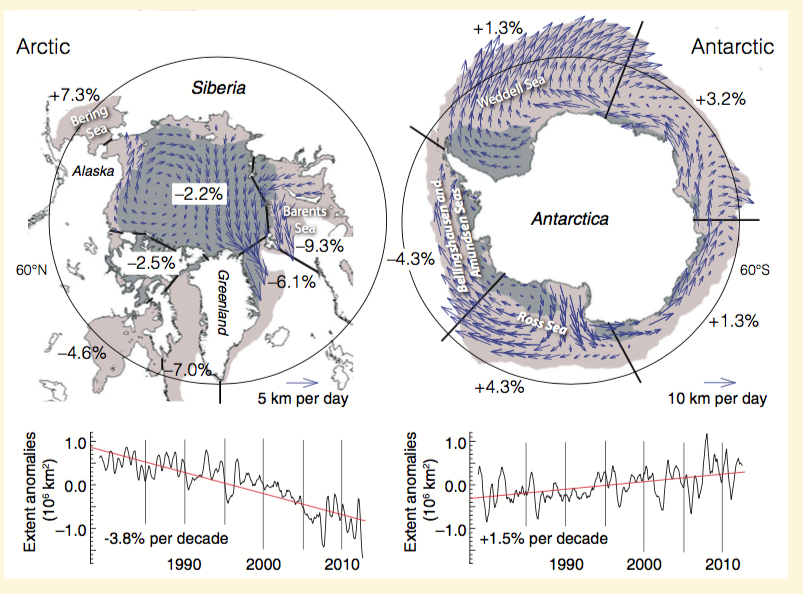 Arctic
Siberia
+7.3%
Bering
Sea
Alaska
−2.2%
Barents
Sea
−9.3%
−2.5%
−6.1%
Greenland
60°N
−4.6%
−7.0%
5 km per day
Antarctic
+1.3%
Weddell Sea
+3.2%
Antarctica
Bellingshausen and
Amundsen Seas
−4.3%
60°S
Ross Sea
+1.3%
+4.3%
10 km per day
Extent anomalies
(10⁶ km²)
1.0
0.0
−1.0
-3.8% per decade
1990
2000
2010
Extent anomalies
(10⁶ km²)
1.0
0.0
−1.0
+1.5% per decade
1990
2000
2010